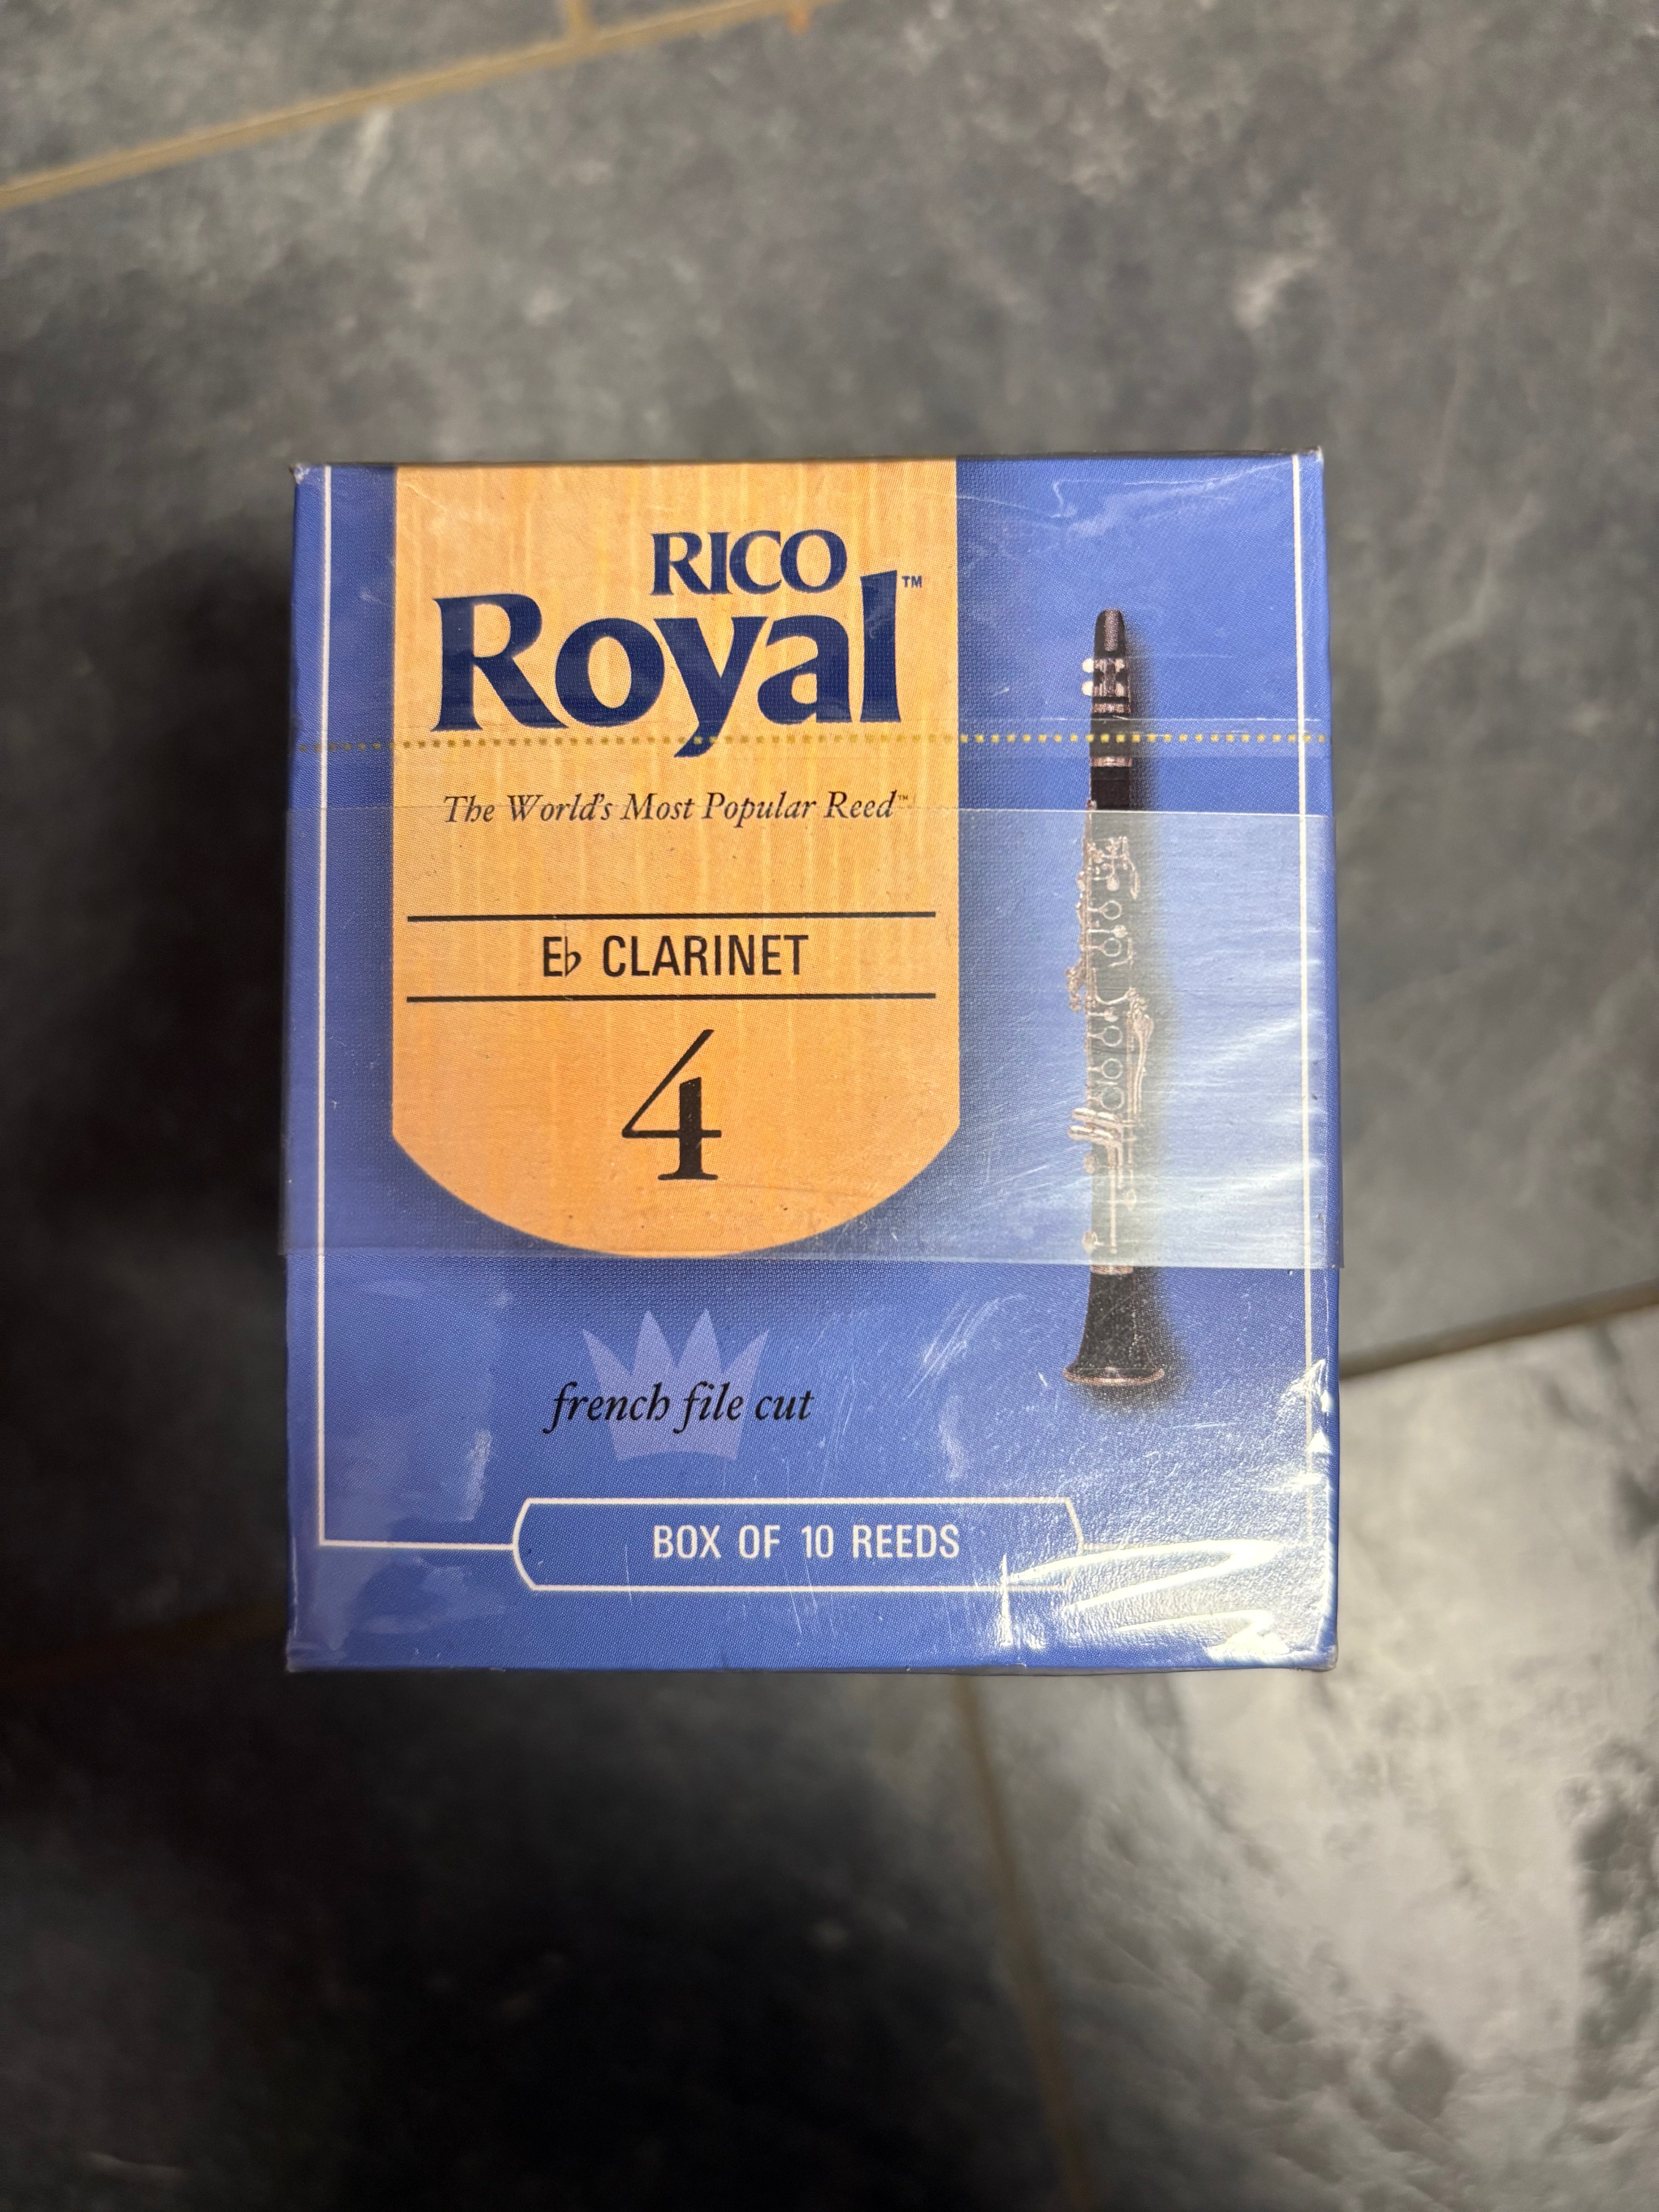 RICO
Royal™
The World's Most Popular Reed™
E♭ CLARINET
4
french file cut
BOX OF 10 REEDS